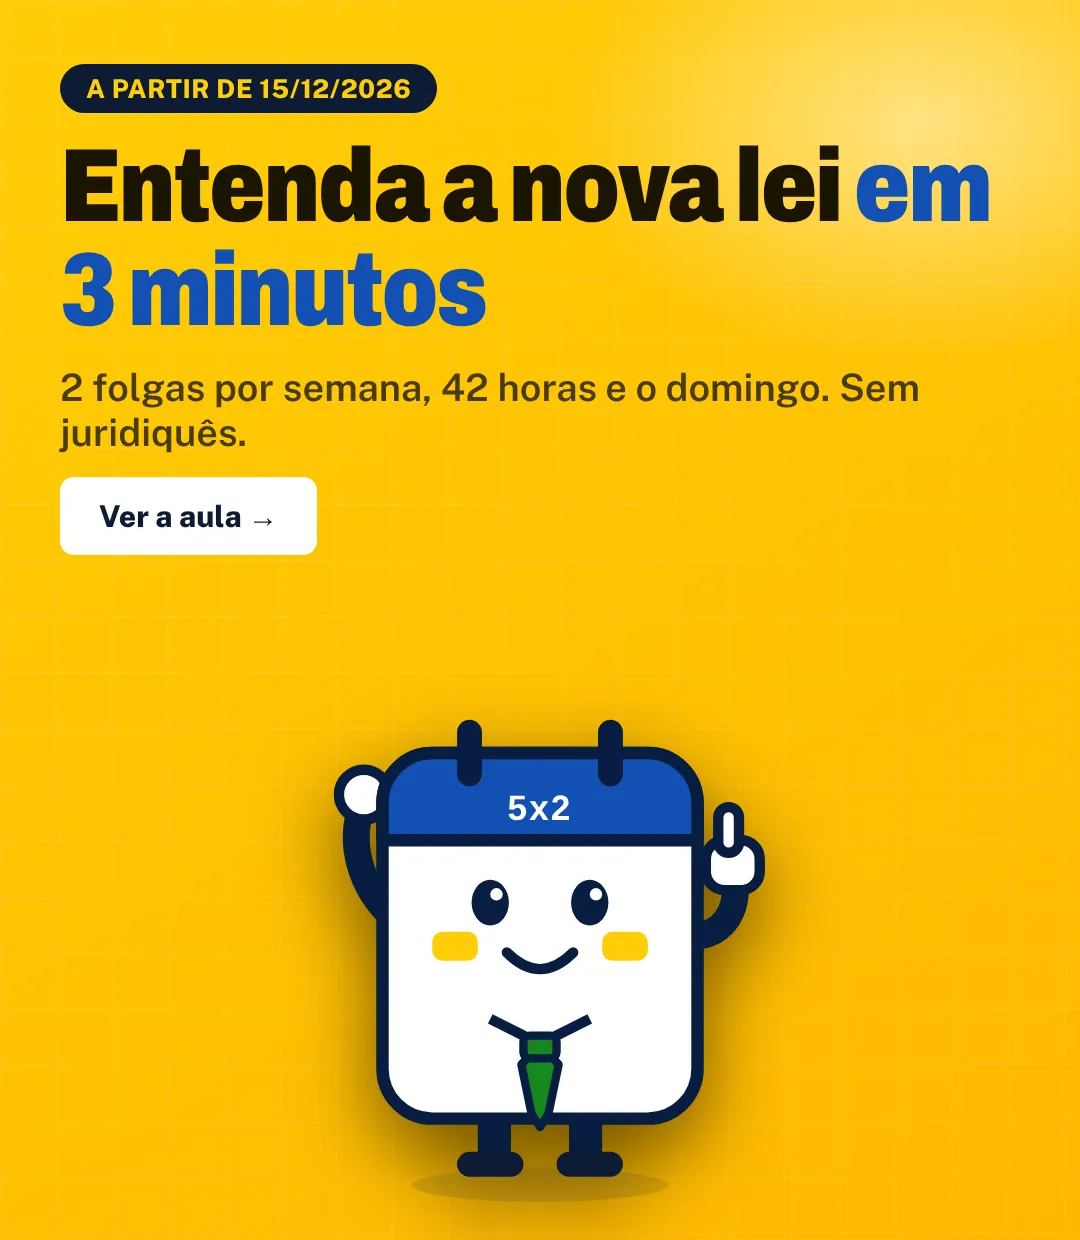 A PARTIR DE 15/12/2026
Entenda a nova lei em
3 minutos
2 folgas por semana, 42 horas e o domingo. Sem
juridiquês.
Ver a aula →
5x2